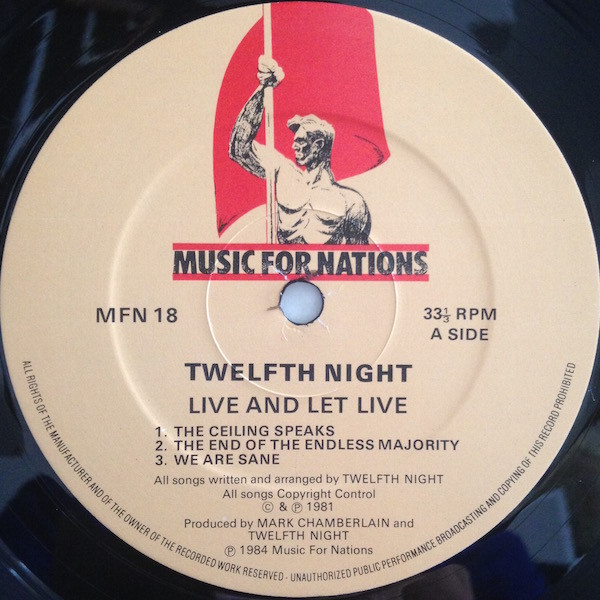 MUSIC FOR NATIONS
MFN 18
33⅓ RPM
A SIDE
TWELFTH NIGHT
LIVE AND LET LIVE
1. THE CEILING SPEAKS
2. THE END OF THE ENDLESS MAJORITY
3. WE ARE SANE
All songs written and arranged by TWELFTH NIGHT
All songs Copyright Control
© & ℗ 1981
Produced by MARK CHAMBERLAIN and
TWELFTH NIGHT
℗ 1984 Music For Nations
ALL RIGHTS OF THE MANUFACTURER AND OF THE OWNER OF THE RECORDED WORK RESERVED - UNAUTHORIZED PUBLIC PERFORMANCE BROADCASTING AND COPYING OF THIS RECORD PROHIBITED